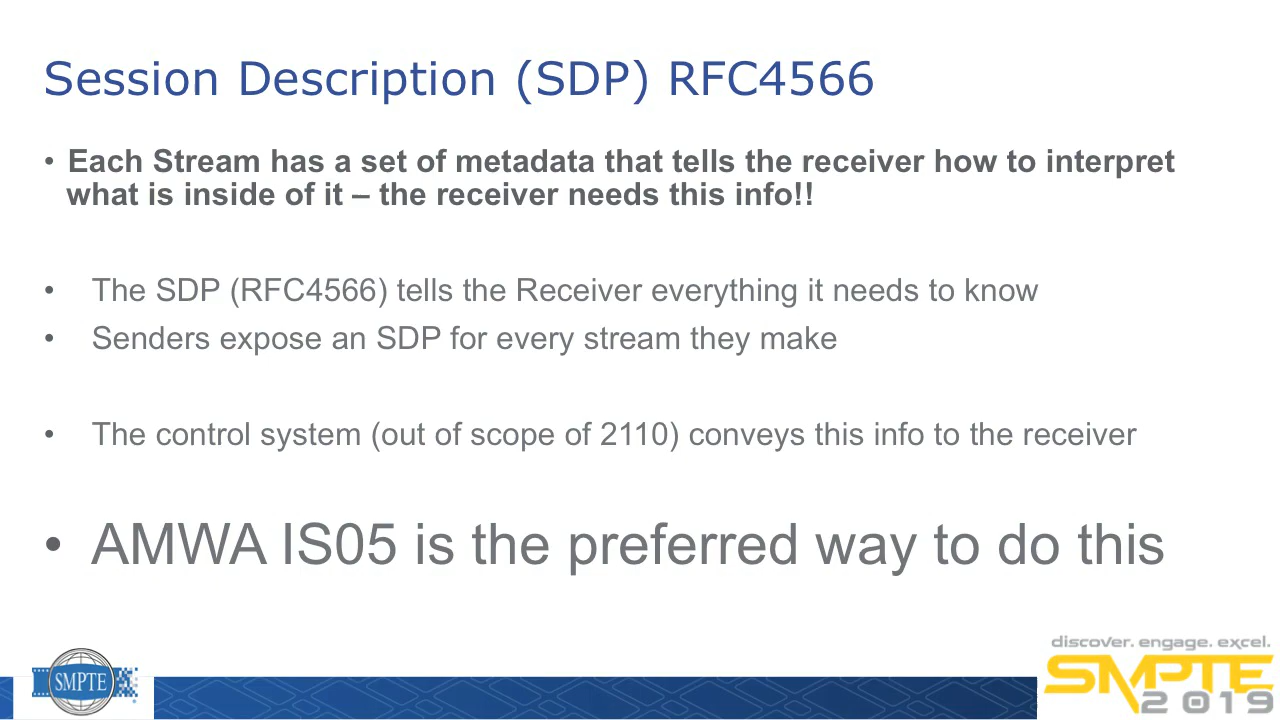 Session Description (SDP) RFC4566
• Each Stream has a set of metadata that tells the receiver how to interpret
what is inside of it – the receiver needs this info!!
• The SDP (RFC4566) tells the Receiver everything it needs to know
• Senders expose an SDP for every stream they make
• The control system (out of scope of 2110) conveys this info to the receiver
• AMWA IS05 is the preferred way to do this
SMPTE
discover. engage. excel.
SMPTE
2019